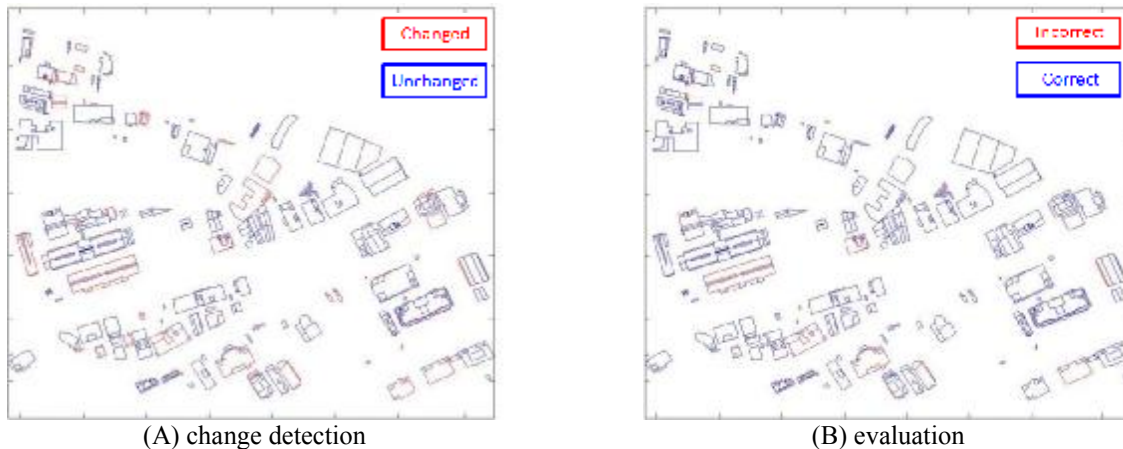 Changed
Unchanged
(A) change detection
Incorrect
Correct
(B) evaluation